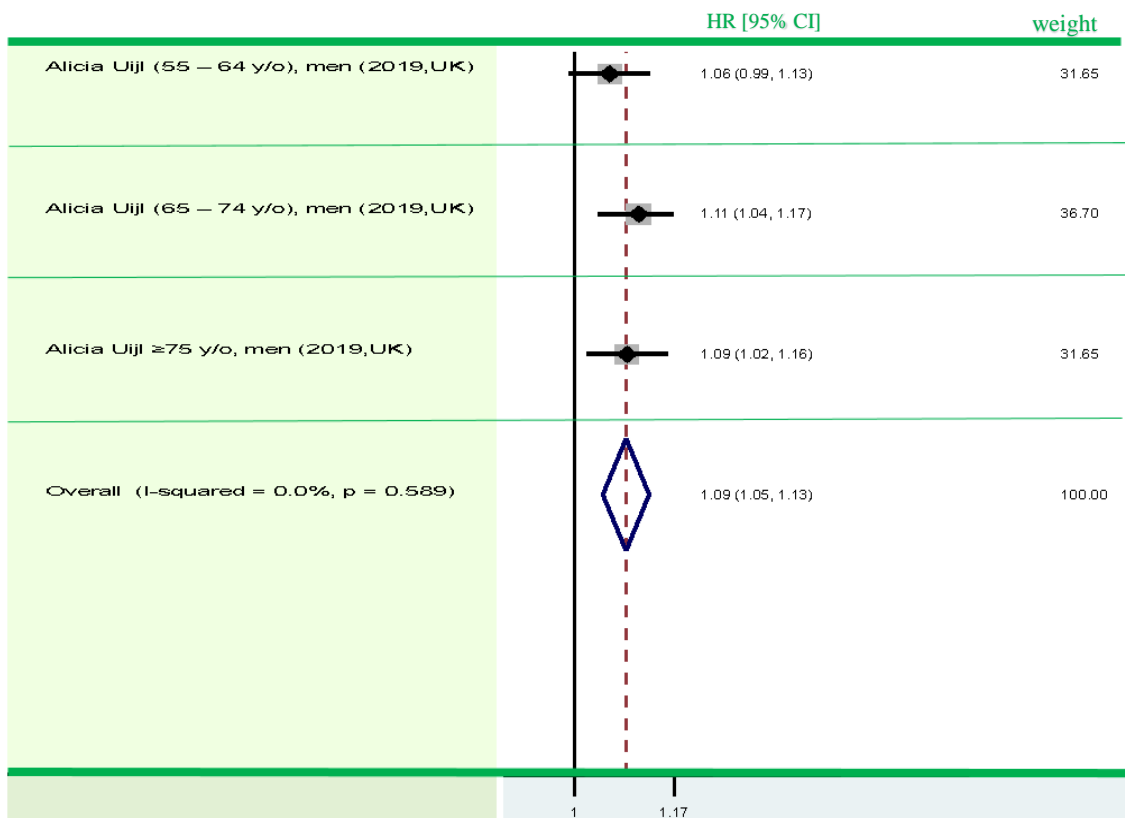 HR [95% CI] weight
Alicia Uijl (55 – 64 y/o), men (2019,UK) 1.06 (0.99, 1.13) 31.65
Alicia Uijl (65 – 74 y/o), men (2019,UK) 1.11 (1.04, 1.17) 36.70
Alicia Uijl ≥75 y/o, men (2019,UK) 1.09 (1.02, 1.16) 31.65
Overall (I-squared = 0.0%, p = 0.589) 1.09 (1.05, 1.13) 100.00
1 1.17